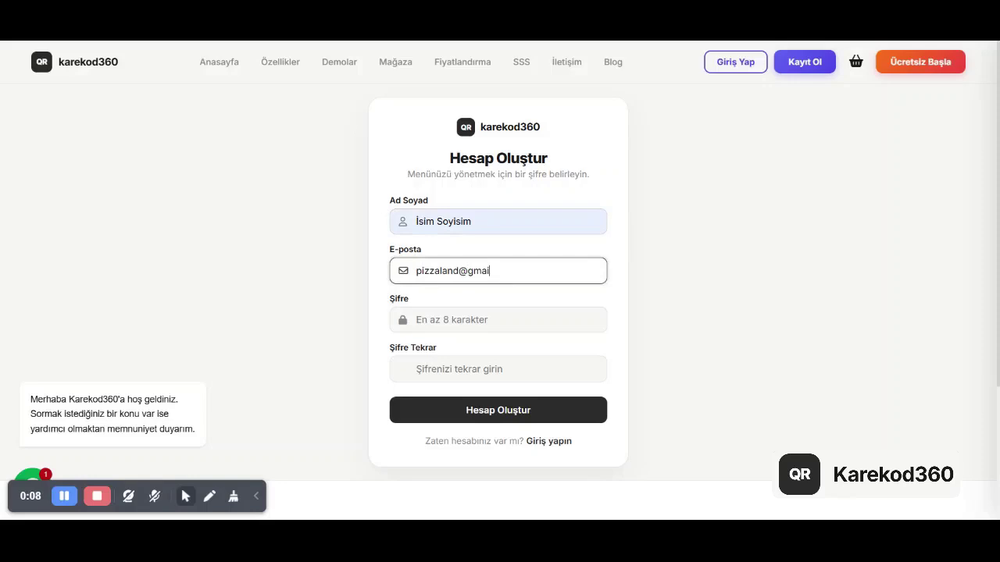 QR karekod360
Anasayfa Özellikler Demolar Mağaza Fiyatlandırma SSS İletişim Blog
Giriş Yap Kayıt Ol Ücretsiz Başla
QR karekod360
Hesap Oluştur
Menünüzü yönetmek için bir şifre belirleyin.
Ad Soyad
İsim Soyisim
E-posta
pizzaland@gmai
Şifre
En az 8 karakter
Şifre Tekrar
Şifrenizi tekrar girin
Hesap Oluştur
Zaten hesabınız var mı? Giriş yapın
Merhaba Karekod360'a hoş geldiniz.
Sormak istediğiniz bir konu var ise
yardımcı olmaktan memnuniyet duyarım.
1
0:08
QR Karekod360